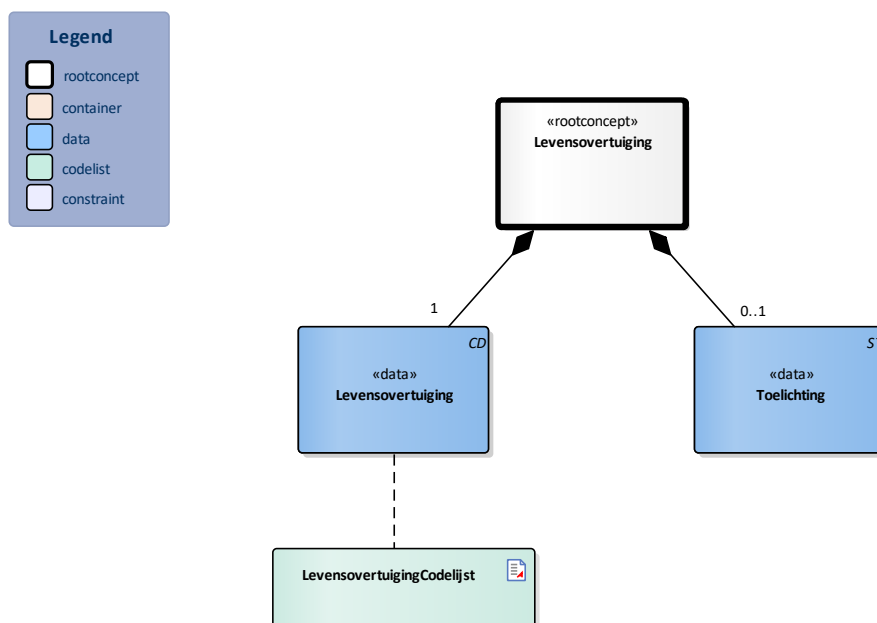 Legend
rootconcept
container
data
codelist
constraint
«rootconcept»
Levensovertuiging
1
0..1
CD
«data»
Levensovertuiging
S
«data»
Toelichting
LevensovertuigingCodelijst